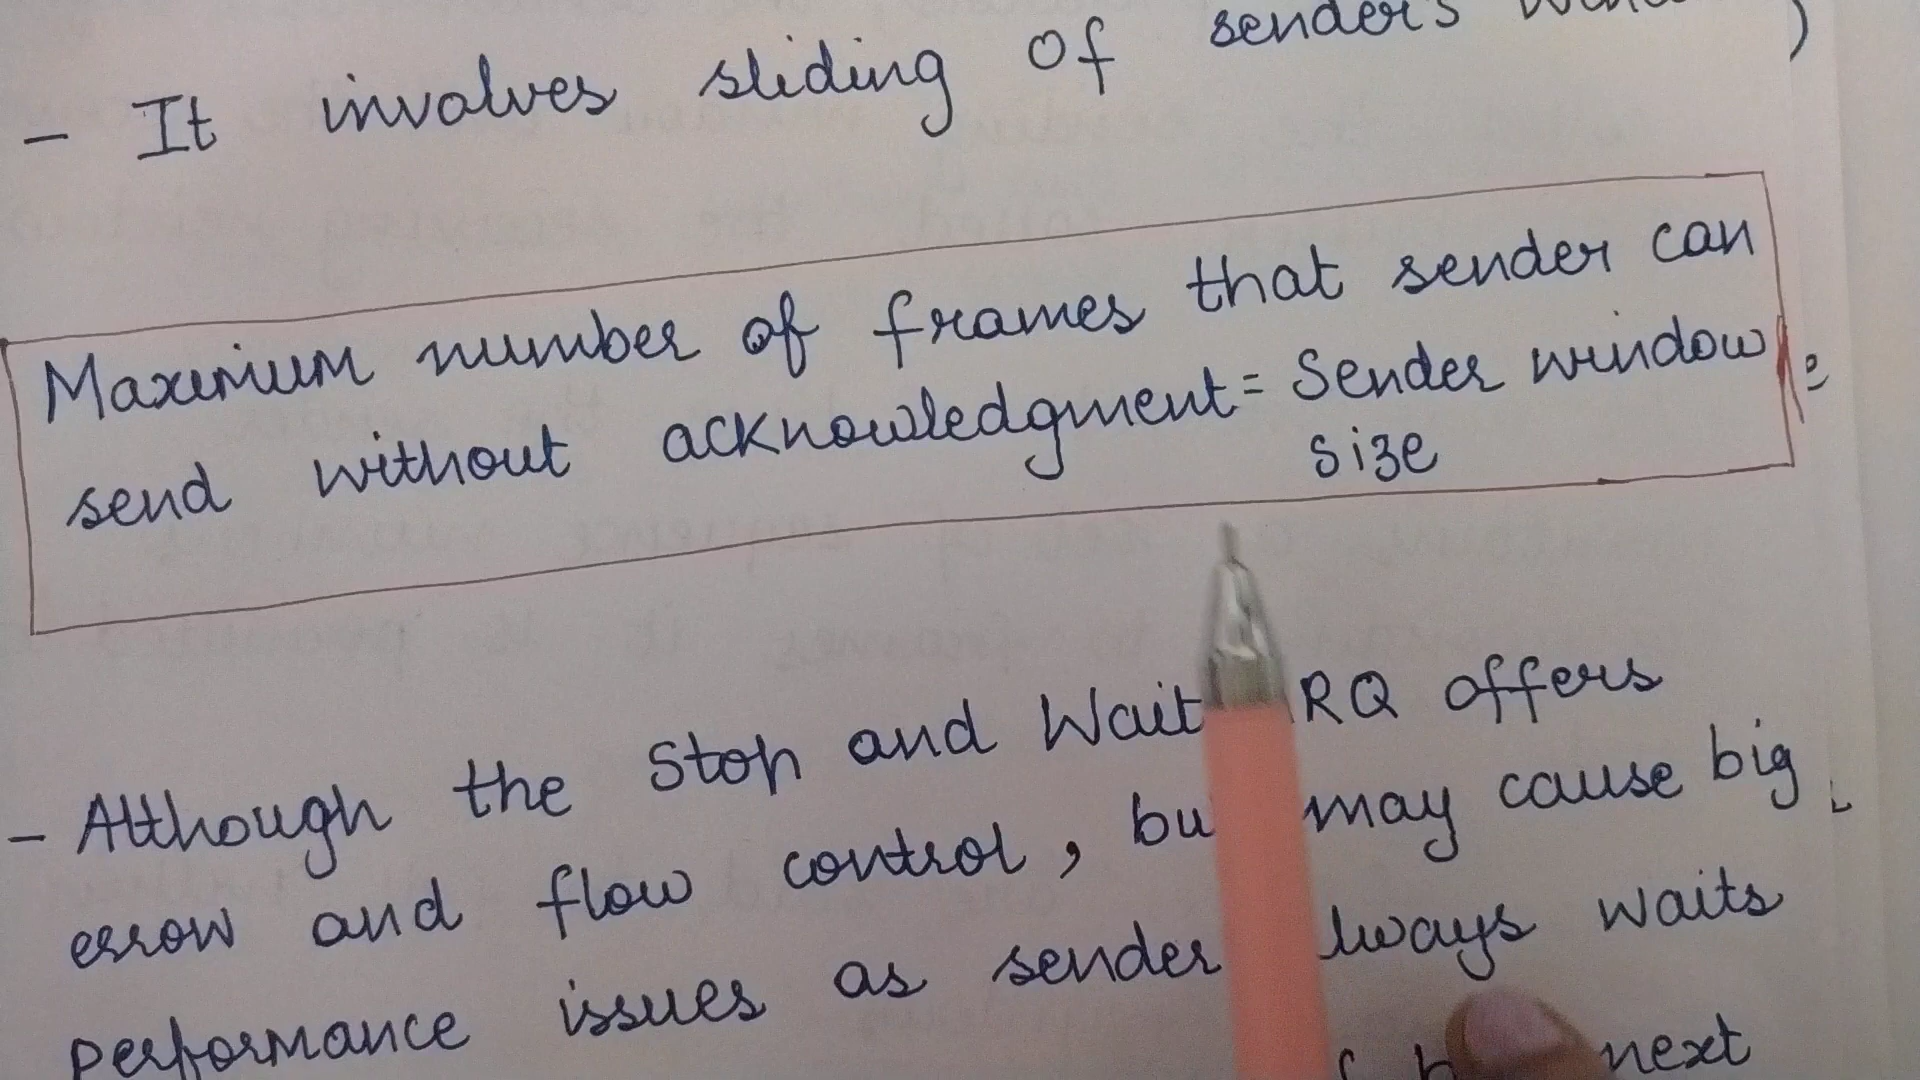 - It involves sliding of sender's
Maximum number of frames that sender can
send without acknowledgment = Sender window
size
- Although the Stop and Wait RQ offers
error and flow control, bu may cause big
performance issues as sender lways waits
next